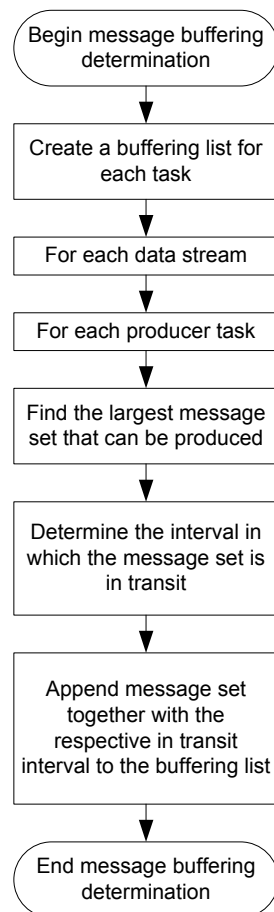 Begin message buffering
determination
Create a buffering list for
each task
For each data stream
For each producer task
Find the largest message
set that can be produced
Determine the interval in
which the message set is
in transit
Append message set
together with the
respective in transit
interval to the buffering list
End message buffering
determination